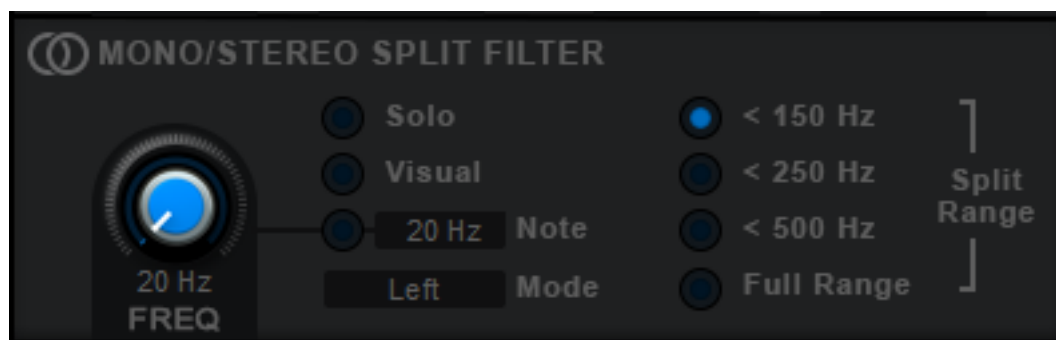 MONO/STEREO SPLIT FILTER
Solo
Visual
20 Hz Note
Left Mode
20 Hz
FREQ
< 150 Hz
< 250 Hz
< 500 Hz
Full Range
Split
Range